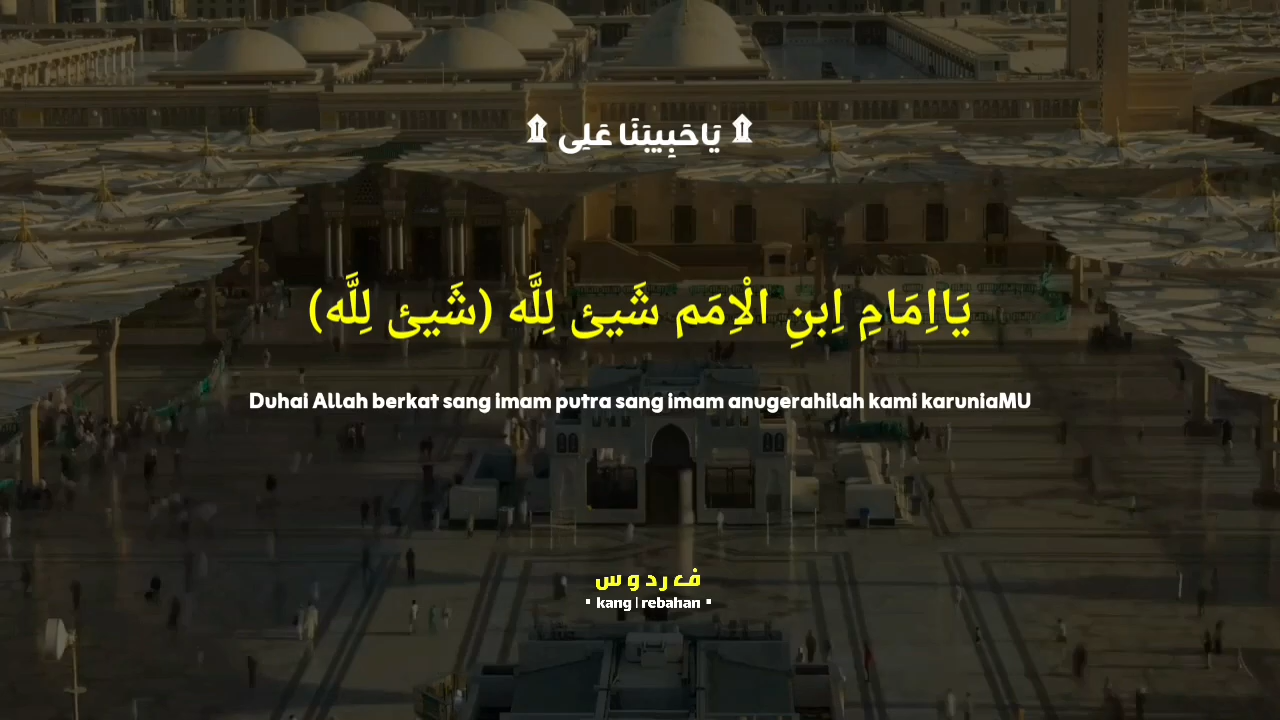 ۩ يَاحَبِيبَنَا عَلِى ۩
يَااِمَامِ اِبنِ الْاِمَم شَيئ لِلَّه (شَيئ لِلَّه)
Duhai Allah berkat sang imam putra sang imam anugerahilah kami karuniaMU
ف ر د و س
▪ kang | rebahan ▪